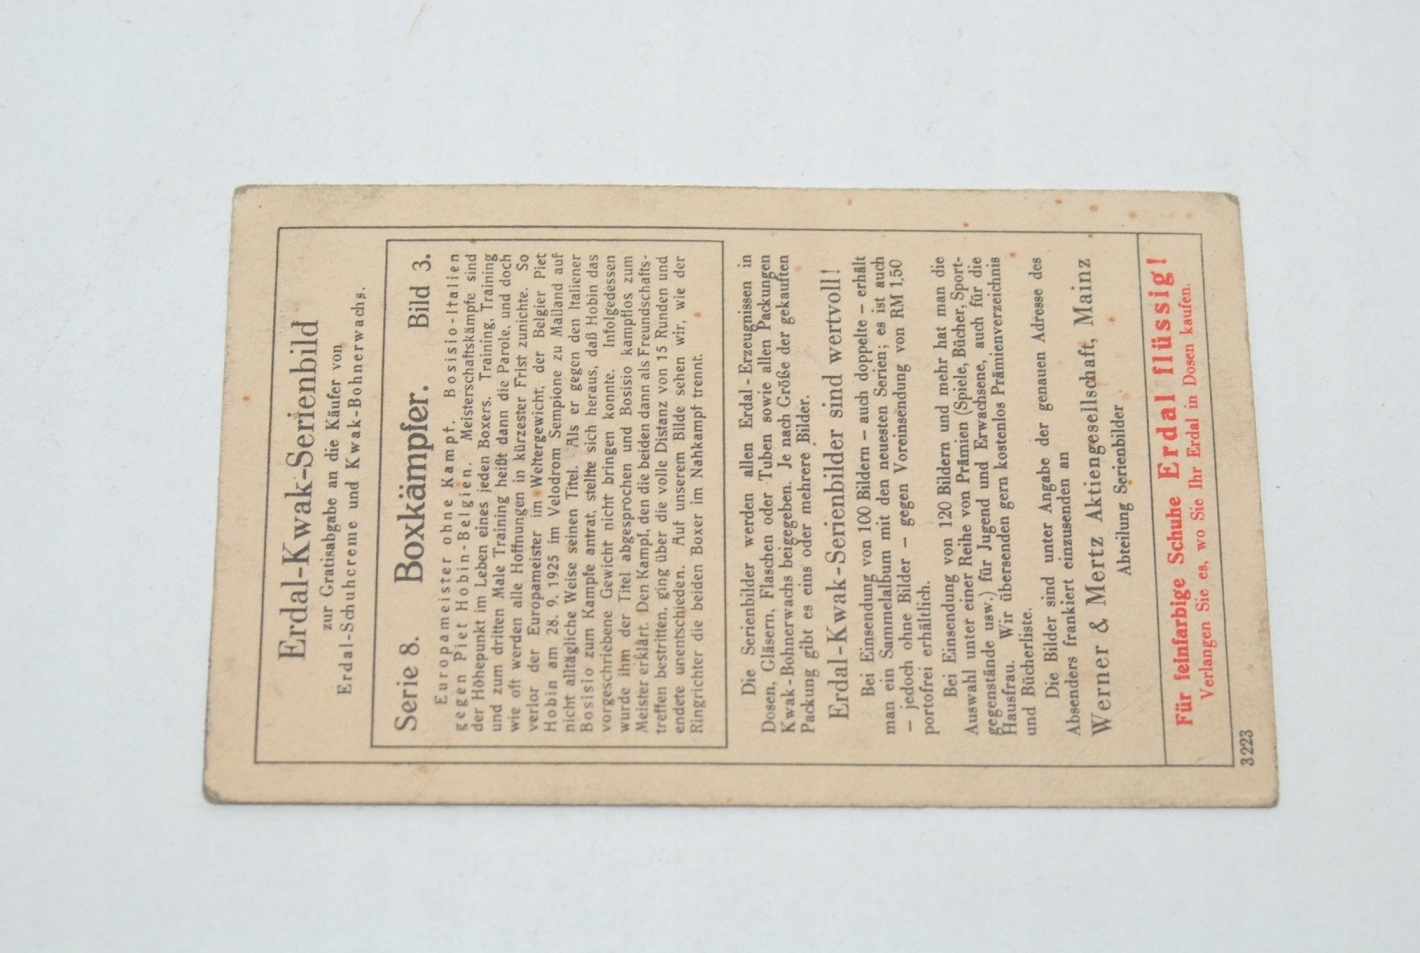 Erdal-Kwak-Serienbild
zur Gratisabgabe an die Käufer von
Erdal-Schuhcreme und Kwak-Bohnerwachs.
Serie 8. Boxkämpfer. Bild 3.
Europameister ohne Kampf. Bosisio-Italien
gegen Piet Hobin-Belgien. Meisterschaftskämpfe sind
der Höhepunkt im Leben eines jeden Boxers. Training, Training
und zum dritten Male Training heißt dann die Parole, und doch
wie oft werden alle Hoffnungen in kürzester Frist zunichte. So
verlor der Europameister im Weltergewicht, der Belgier Piet
Hobin am 28. 9. 1925 im Velodrom Sempione zu Mailand auf
nicht alltägliche Weise seinen Titel. Als er gegen den Italiener
Bosisio zum Kampfe antrat, stellte sich heraus, daß Hobin das
vorgeschriebene Gewicht nicht bringen konnte. Infolgedessen
wurde ihm der Titel abgesprochen und Bosisio kampflos zum
Meister erklärt. Den Kampf, den die beiden dann als Freundschafts-
treffen bestritten, ging über die volle Distanz von 15 Runden und
endete unentschieden. Auf unserem Bilde sehen wir, wie der
Ringrichter die beiden Boxer im Nahkampf trennt.
Die Serienbilder werden allen Erdal-Erzeugnissen in
Dosen, Gläsern, Flaschen oder Tuben sowie allen Packungen
Kwak-Bohnerwachs beigegeben. Je nach Größe der gekauften
Packung gibt es eins oder mehrere Bilder.
Erdal-Kwak-Serienbilder sind wertvoll!
Bei Einsendung von 100 Bildern – auch doppelte – erhält
man ein Sammelalbum mit den neuesten Serien; es ist auch
– jedoch ohne Bilder – gegen Voreinsendung von RM 1,50
portofrei erhältlich.
Bei Einsendung von 120 Bildern und mehr hat man die
Auswahl unter einer Reihe von Prämien (Spiele, Bücher, Sport-
gegenstände usw.) für Jugend und Erwachsene, auch für die
Hausfrau. Wir übersenden gern kostenlos Prämienverzeichnis
und Bücherliste.
Die Bilder sind unter Angabe der genauen Adresse des
Absenders frankiert einzusenden an
Werner & Mertz Aktiengesellschaft, Mainz
Abteilung Serienbilder
Für feinfarbige Schuhe Erdal flüssig!
Verlangen Sie es, wo Sie Ihr Erdal in Dosen kaufen.
3223